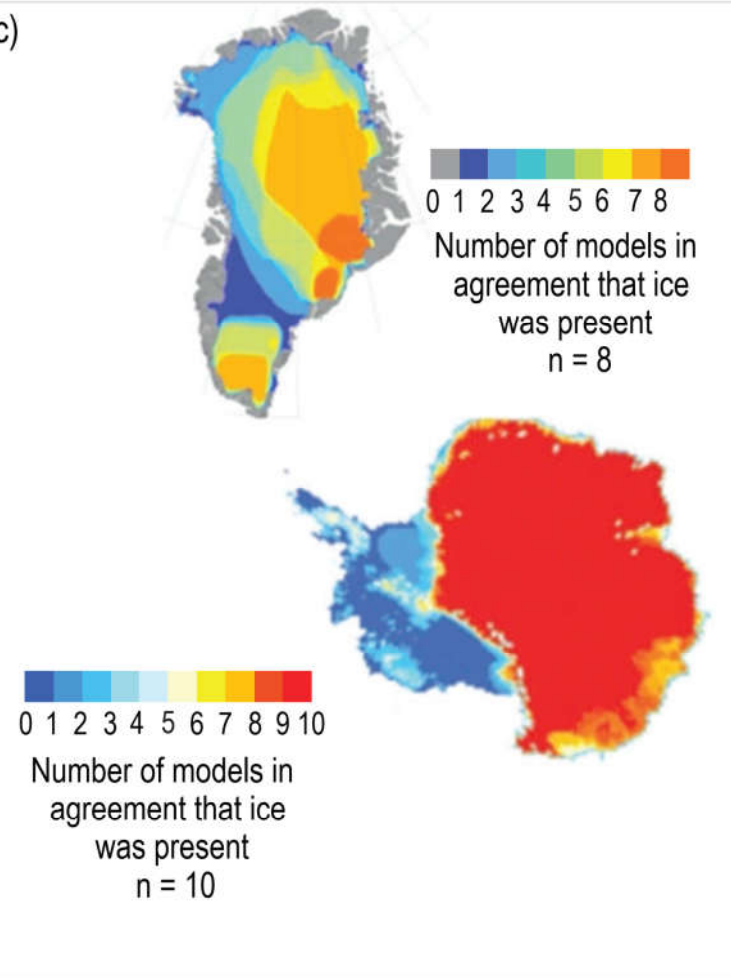 c)
0 1 2 3 4 5 6 7 8
Number of models in
agreement that ice
was present
n = 8
0 1 2 3 4 5 6 7 8 9 10
Number of models in
agreement that ice
was present
n = 10